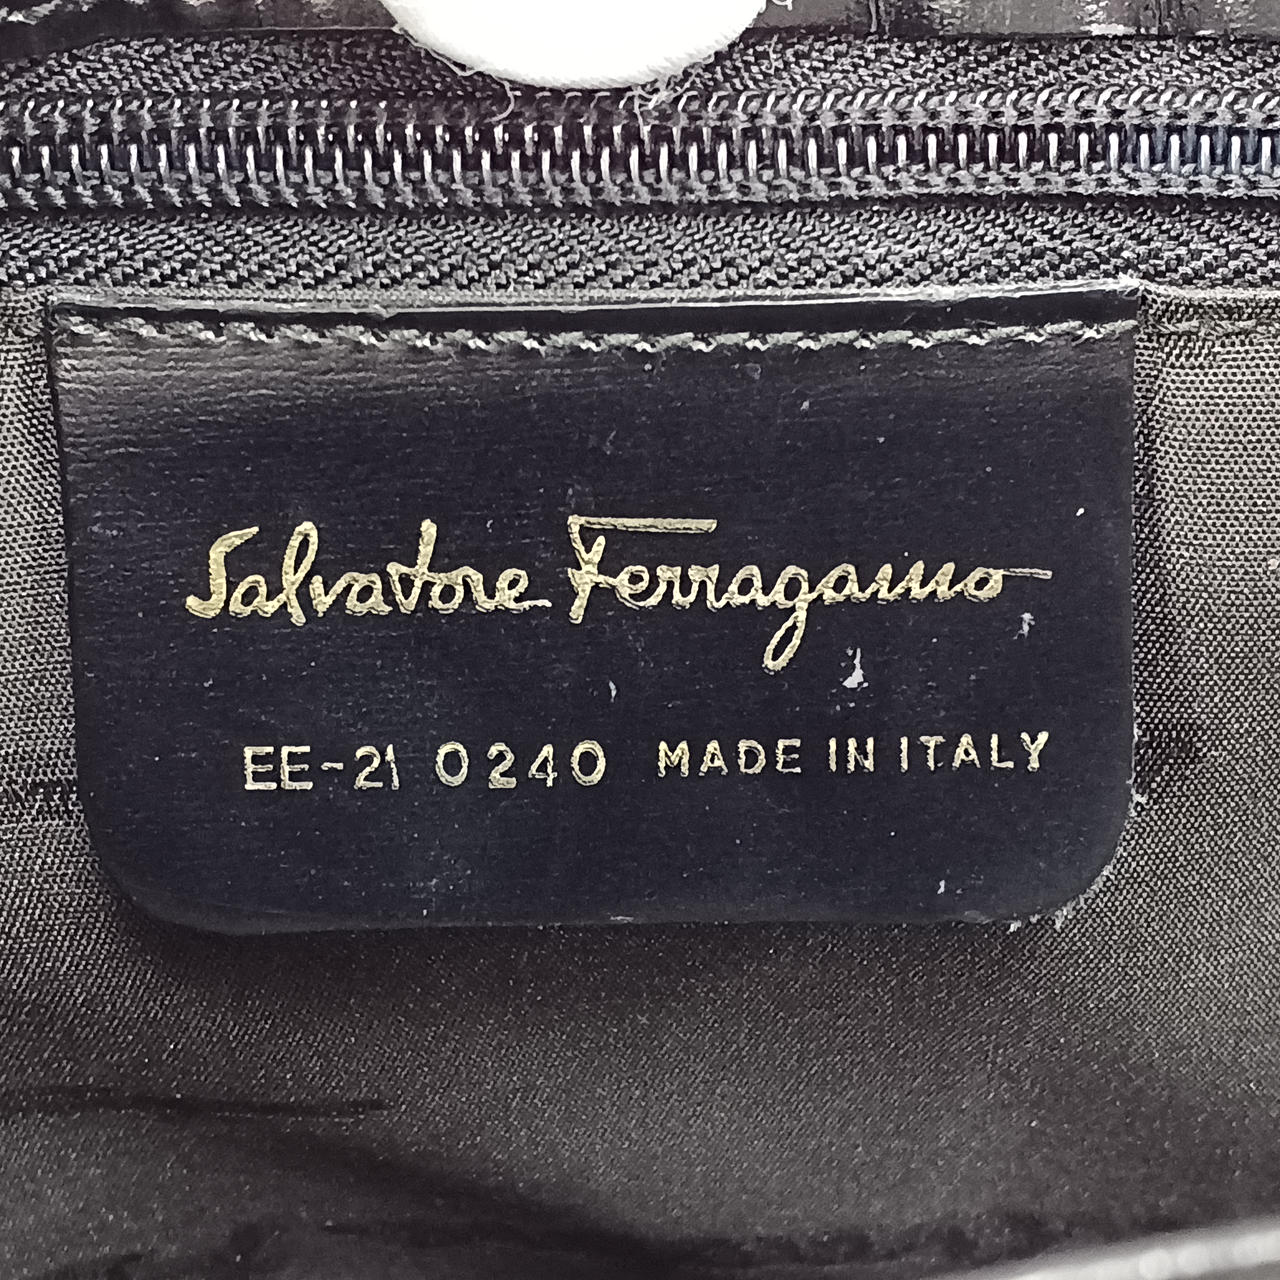 Salvatore Ferragamo
EE-21 0240 MADE IN ITALY